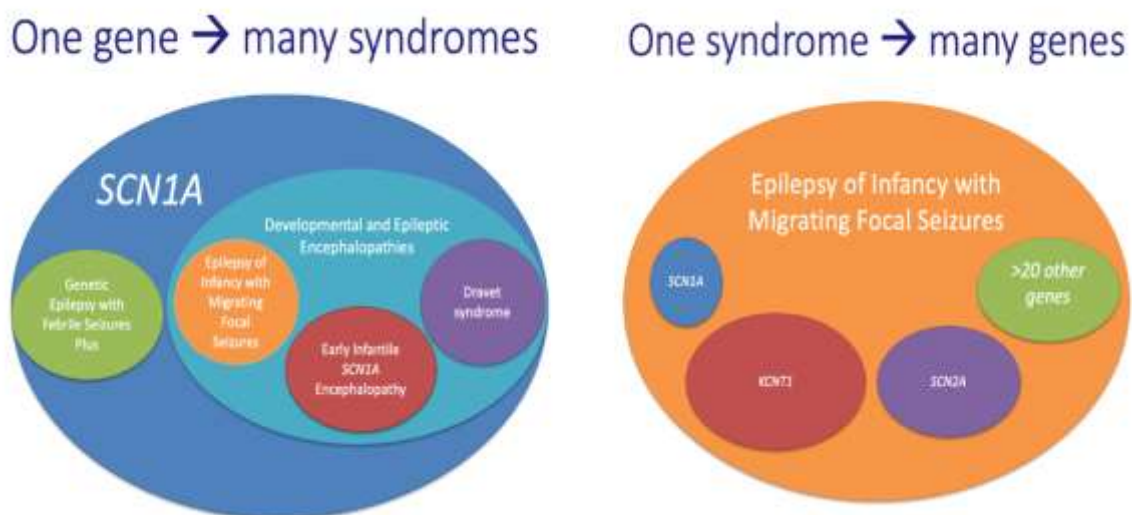 One gene → many syndromes
SCN1A
Developmental and Epileptic
Encephalopathies
Genetic
Epilepsy with
Febrile Seizures
Plus
Epilepsy of
Infancy with
Migrating
Focal
Seizures
Early Infantile
SCN1A
Encephalopathy
Dravet
syndrome
One syndrome → many genes
Epilepsy of Infancy with
Migrating Focal Seizures
SCN1A
>20 other
genes
KCNT1
SCN2A